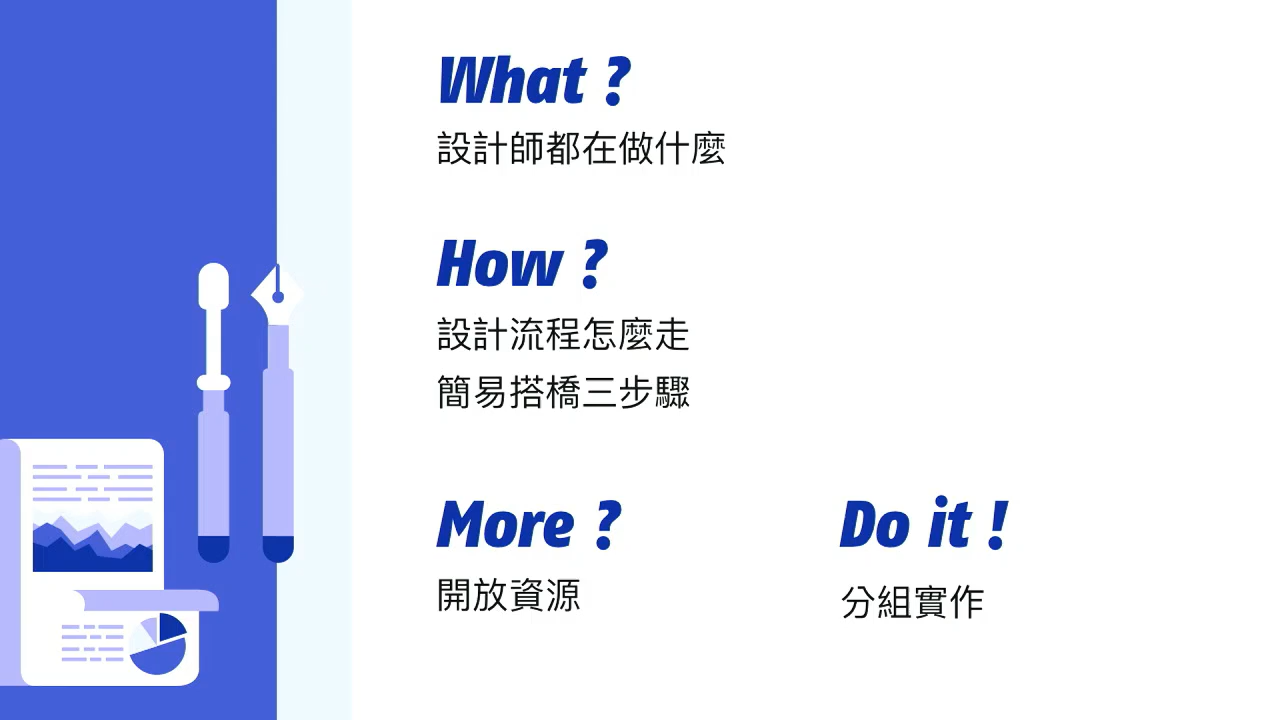 What ?
設計師都在做什麼
How ?
設計流程怎麼走
簡易搭橋三步驟
More ?
開放資源
Do it !
分組實作